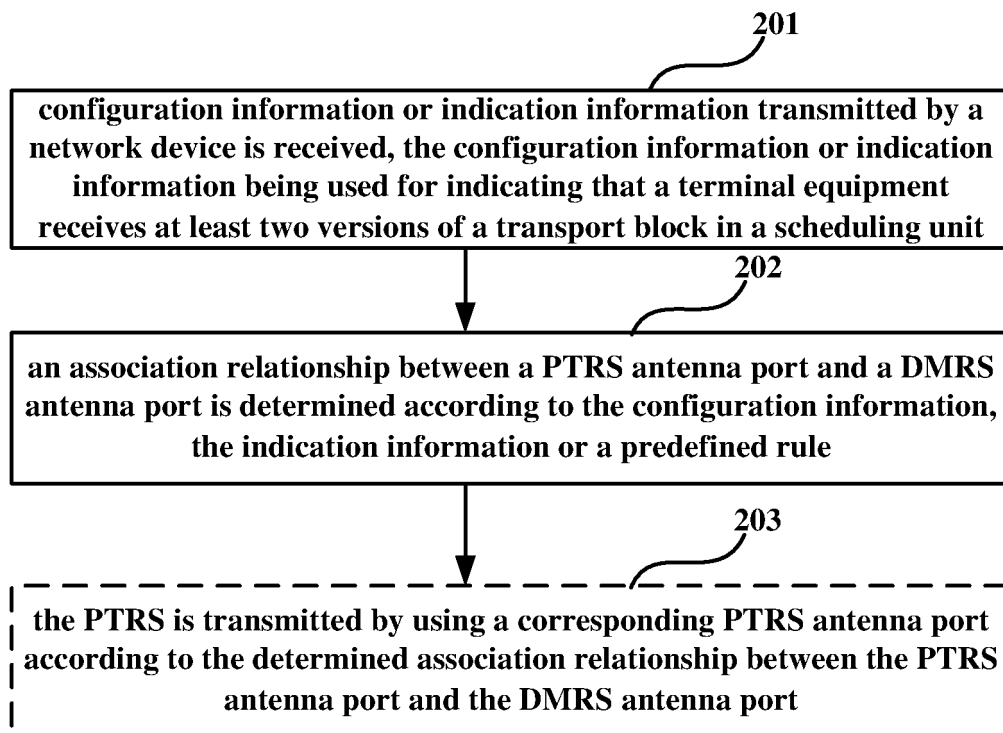 201
configuration information or indication information transmitted by a
network device is received, the configuration information or indication
information being used for indicating that a terminal equipment
receives at least two versions of a transport block in a scheduling unit
202
an association relationship between a PTRS antenna port and a DMRS
antenna port is determined according to the configuration information,
the indication information or a predefined rule
203
the PTRS is transmitted by using a corresponding PTRS antenna port
according to the determined association relationship between the PTRS
antenna port and the DMRS antenna port